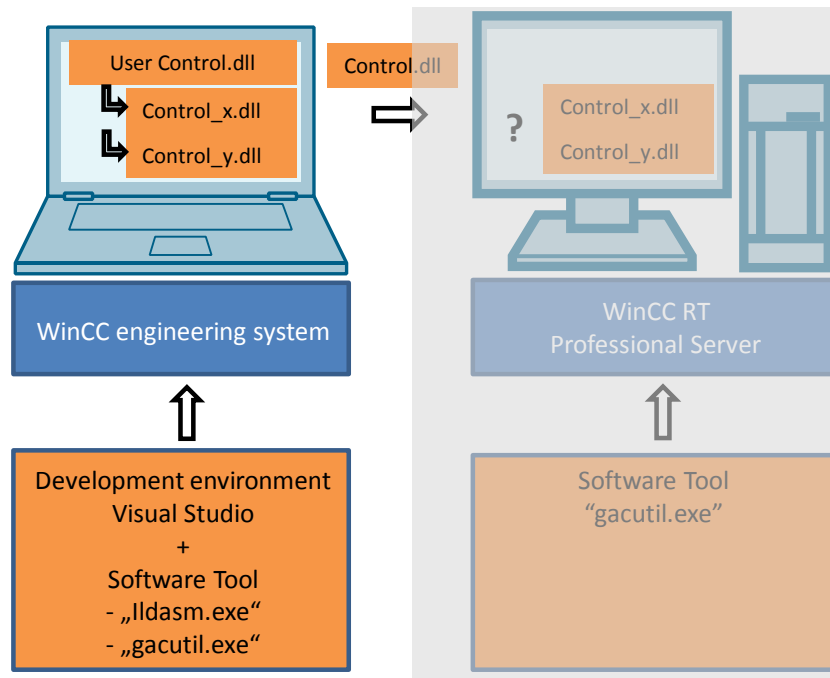 User Control.dll
Control_x.dll
Control_y.dll
Control.dll
?
Control_x.dll
Control_y.dll
WinCC engineering system
WinCC RT
Professional Server
Development environment
Visual Studio
+
Software Tool
- „Ildasm.exe“
- „gacutil.exe“
Software Tool
“gacutil.exe”